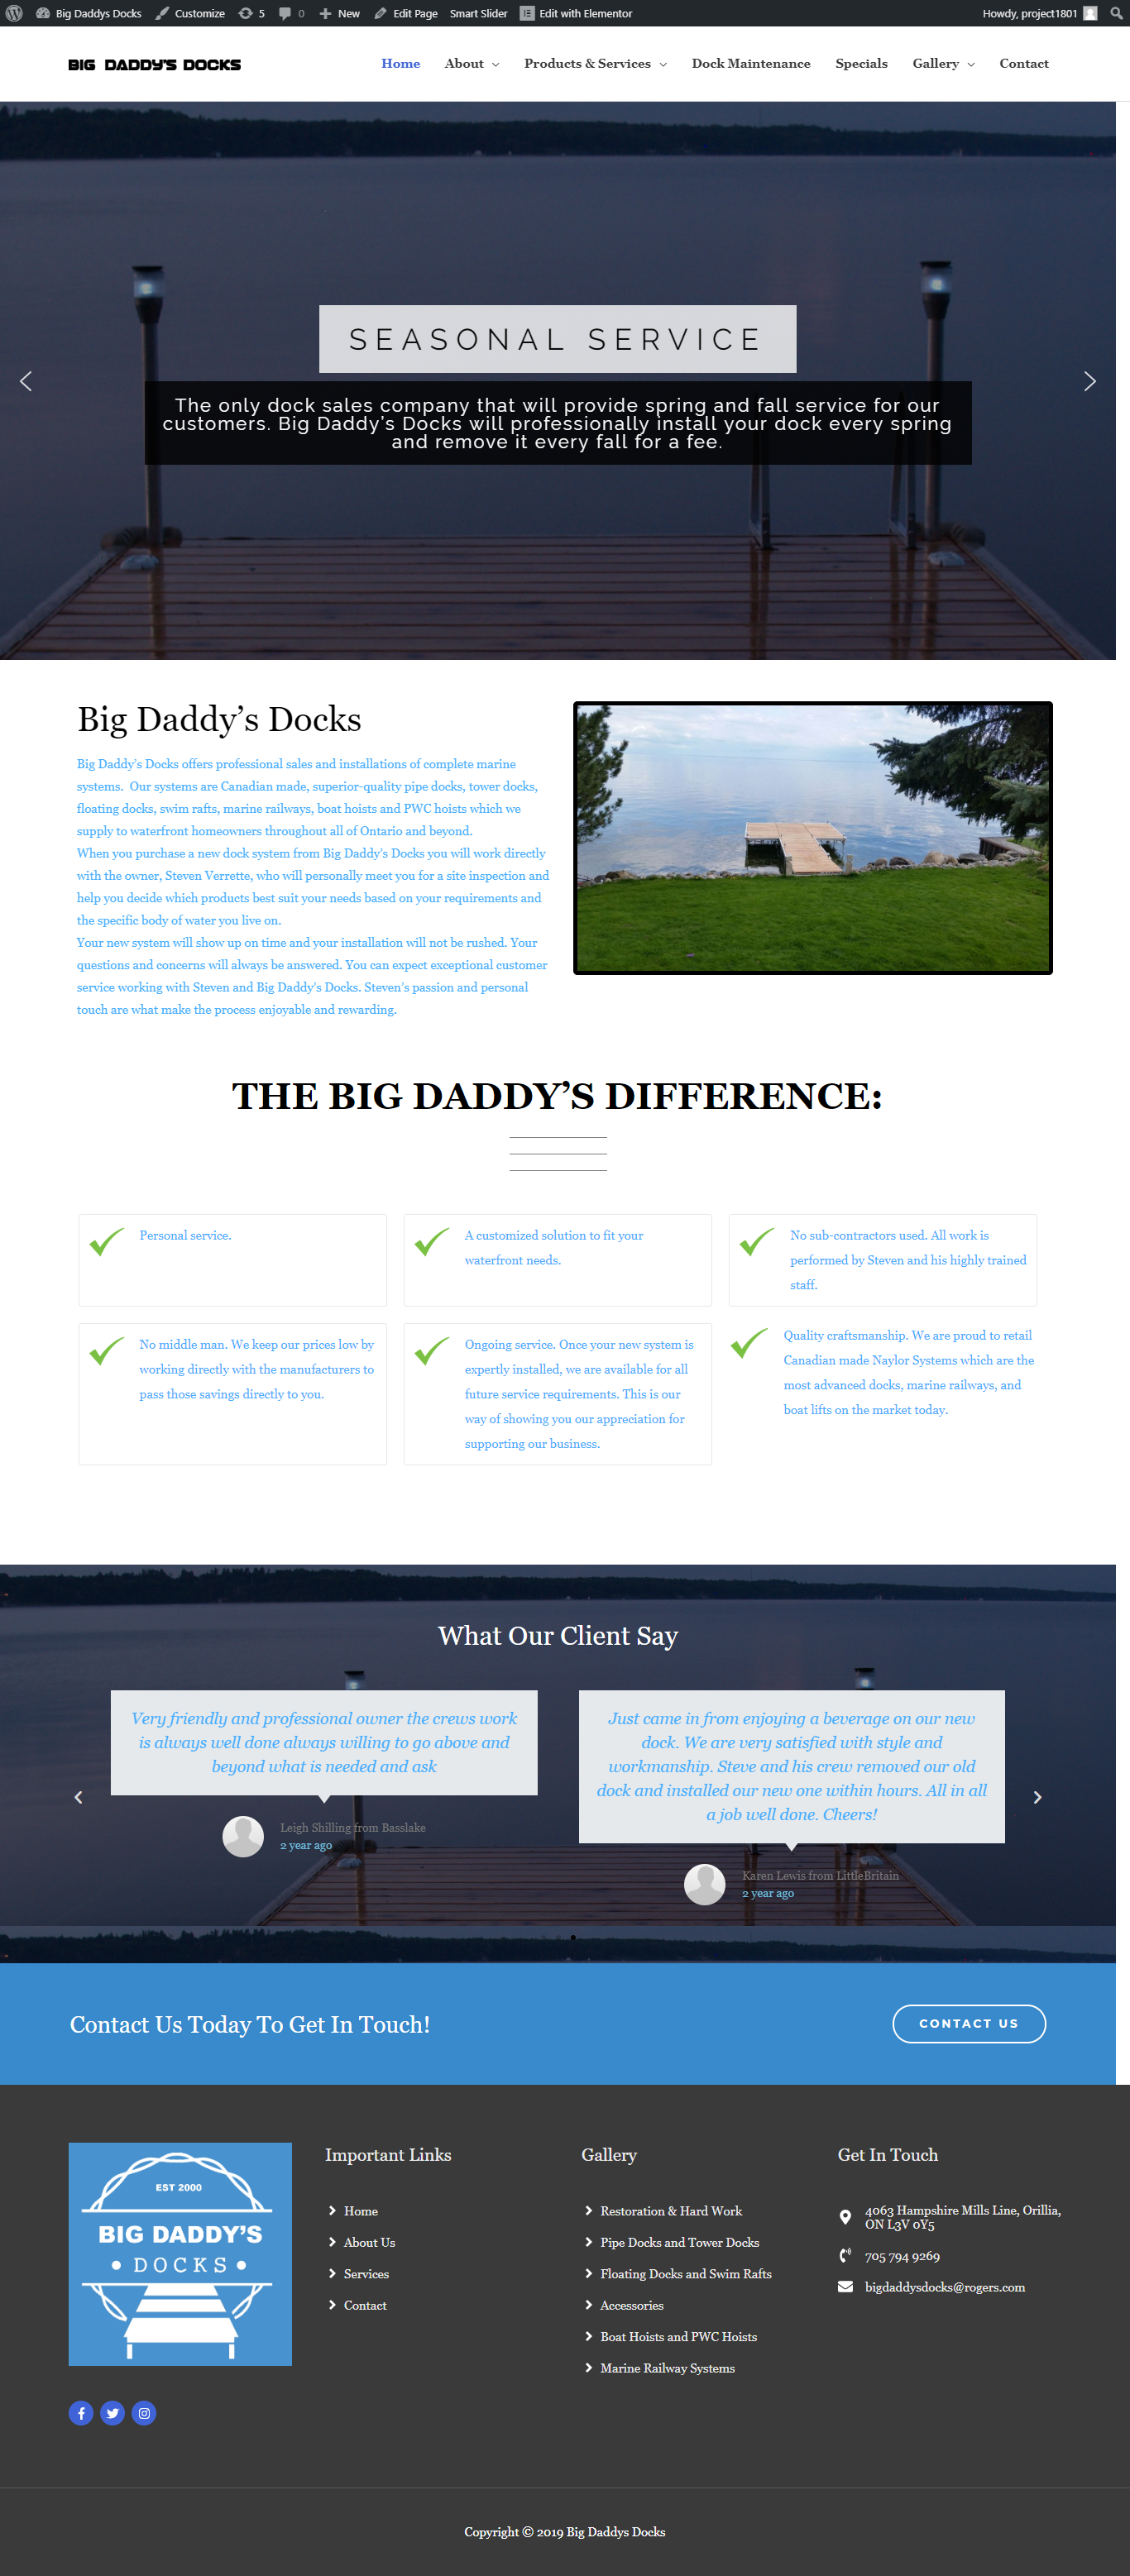 Big Daddys Docks Customize 5 0 New Edit Page Smart Slider Edit with Elementor Howdy, project1801
BIG DADDY'S DOCKS
Home About Products & Services Dock Maintenance Specials Gallery Contact
SEASONAL SERVICE
The only dock sales company that will provide spring and fall service for our
customers. Big Daddy's Docks will professionally install your dock every spring
and remove it every fall for a fee.
Big Daddy's Docks
Big Daddy's Docks offers professional sales and installations of complete marine
systems. Our systems are Canadian made, superior-quality pipe docks, tower docks,
floating docks, swim rafts, marine railways, boat hoists and PWC hoists which we
supply to waterfront homeowners throughout all of Ontario and beyond.
When you purchase a new dock system from Big Daddy's Docks you will work directly
with the owner, Steven Verrette, who will personally meet you for a site inspection and
help you decide which products best suit your needs based on your requirements and
the specific body of water you live on.
Your new system will show up on time and your installation will not be rushed. Your
questions and concerns will always be answered. You can expect exceptional customer
service working with Steven and Big Daddy's Docks. Steven's passion and personal
touch are what make the process enjoyable and rewarding.
THE BIG DADDY'S DIFFERENCE:
Personal service.
A customized solution to fit your
waterfront needs.
No sub-contractors used. All work is
performed by Steven and his highly trained
staff.
No middle man. We keep our prices low by
working directly with the manufacturers to
pass those savings directly to you.
Ongoing service. Once your new system is
expertly installed, we are available for all
future service requirements. This is our
way of showing you our appreciation for
supporting our business.
Quality craftsmanship. We are proud to retail
Canadian made Naylor Systems which are the
most advanced docks, marine railways, and
boat lifts on the market today.
What Our Client Say
Very friendly and professional owner the crews work
is always well done always willing to go above and
beyond what is needed and ask
Leigh Shilling from Basslake
2 year ago
Just came in from enjoying a beverage on our new
dock. We are very satisfied with style and
workmanship. Steve and his crew removed our old
dock and installed our new one within hours. All in all
a job well done. Cheers!
Karen Lewis from LittleBritain
2 year ago
Contact Us Today To Get In Touch!
CONTACT US
EST 2000
BIG DADDY'S
DOCKS
Important Links
Home
About Us
Services
Contact
Gallery
Restoration & Hard Work
Pipe Docks and Tower Docks
Floating Docks and Swim Rafts
Accessories
Boat Hoists and PWC Hoists
Marine Railway Systems
Get In Touch
4063 Hampshire Mills Line, Orillia,
ON L3V 0Y5
705 794 9269
bigdaddysdocks@rogers.com
Copyright © 2019 Big Daddys Docks